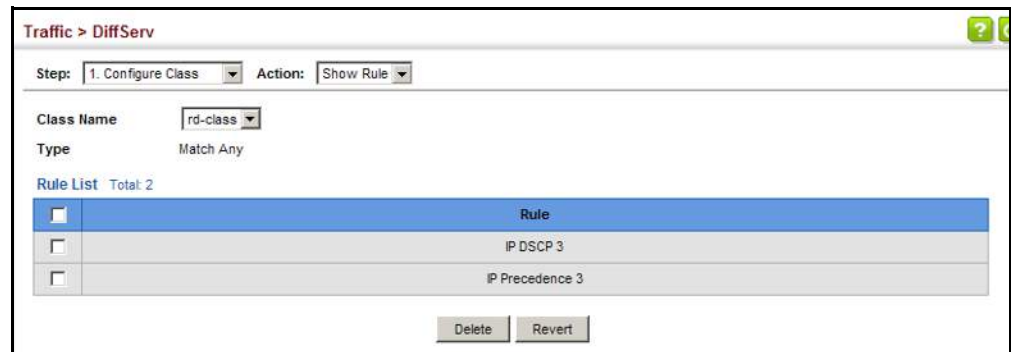 Traffic > DiffServ
?
Step: 1. Configure Class Action: Show Rule
Class Name rd-class
Type Match Any
Rule List Total: 2
Rule
IP DSCP 3
IP Precedence 3
Delete Revert